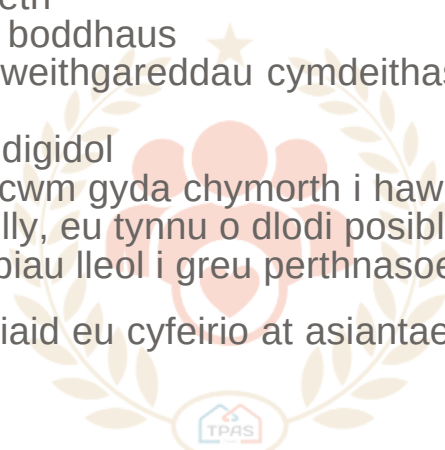 boddhaus
weithgareddau cymdeithas
digidol
cwm gyda chymorth i haw
lly, eu tynnu o dlodi posibl
piau lleol i greu perthnasoe
iaid eu cyfeirio at asiantae
TPAS